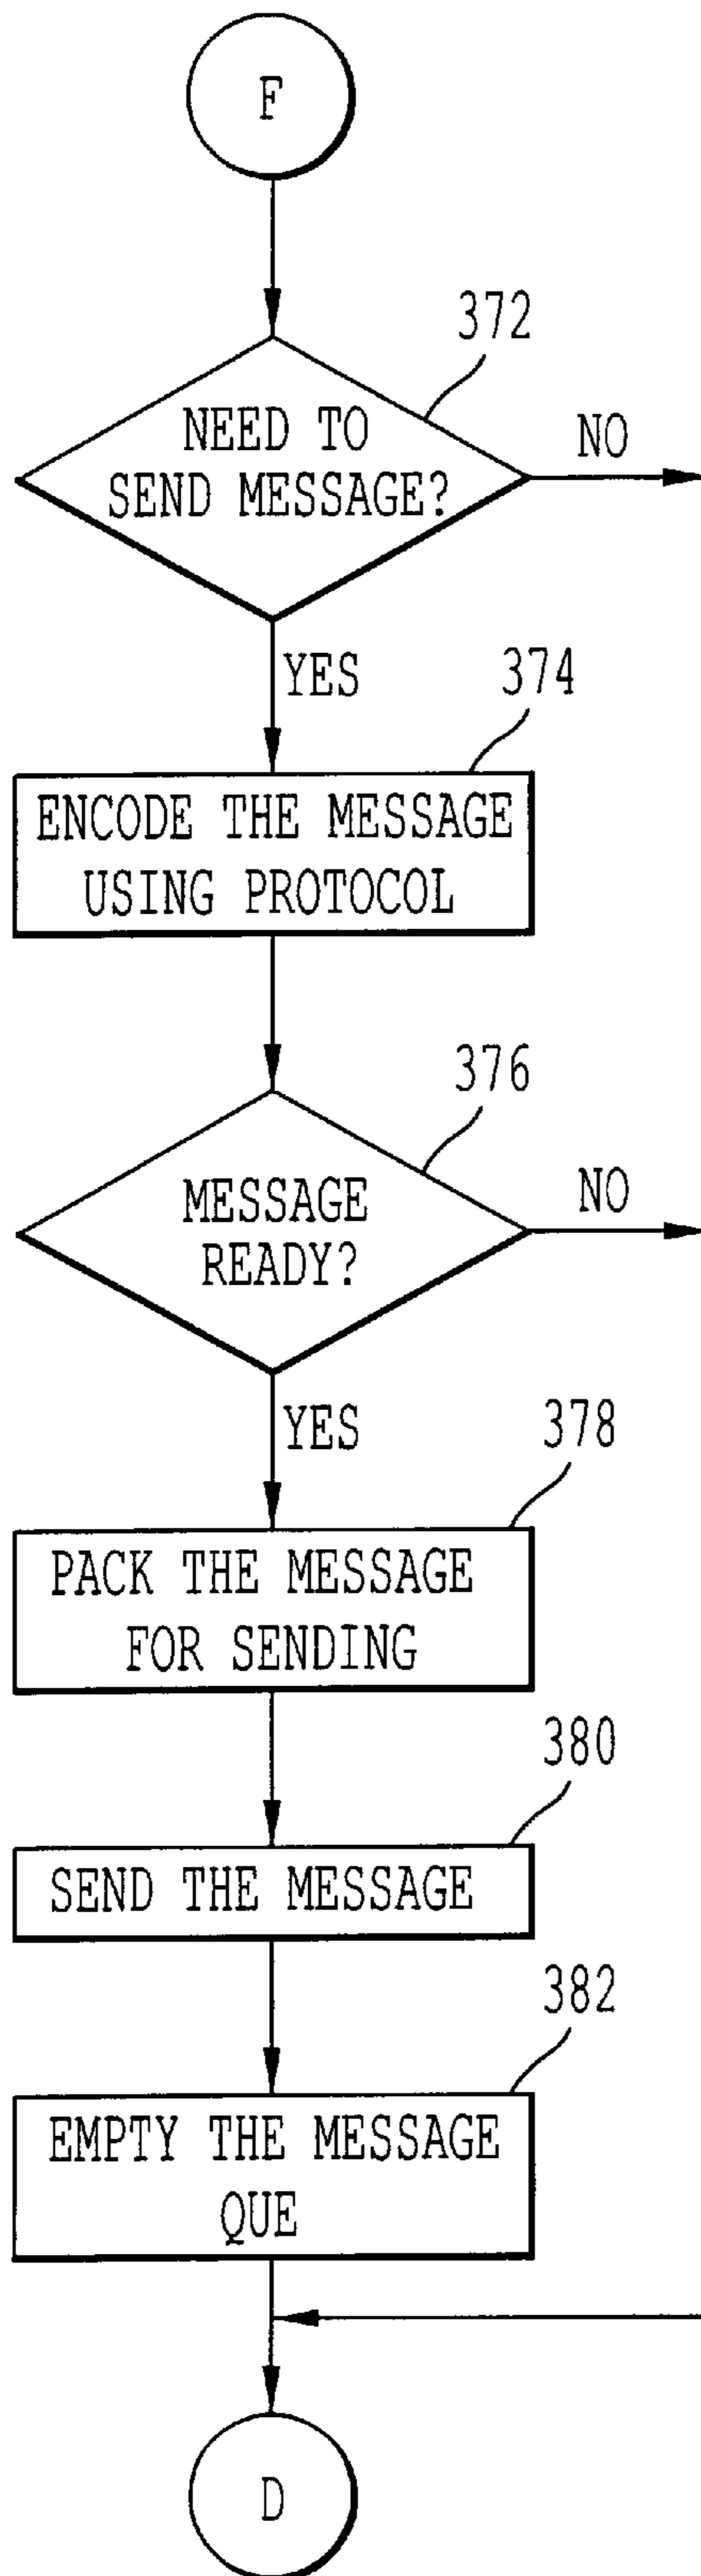 F
372
NEED TO
SEND MESSAGE?
NO
YES
374
ENCODE THE MESSAGE
USING PROTOCOL
376
MESSAGE
READY?
NO
YES
378
PACK THE MESSAGE
FOR SENDING
380
SEND THE MESSAGE
382
EMPTY THE MESSAGE
QUE
D